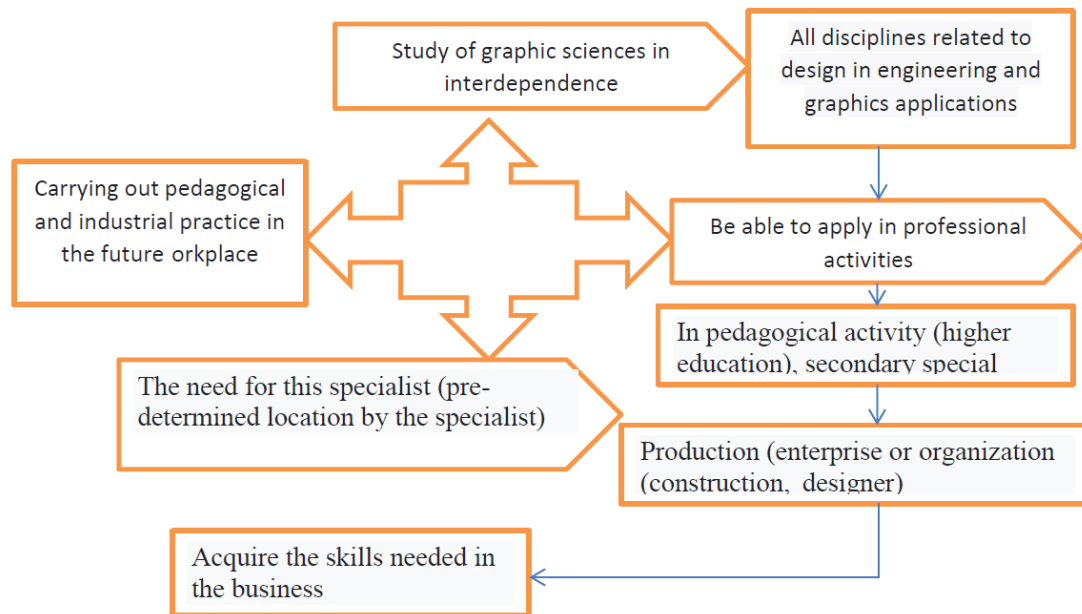 Study of graphic sciences in
interdependence
All disciplines related to
design in engineering and
graphics applications
Carrying out pedagogical
and industrial practice in
the future orkplace
Be able to apply in professional
activities
In pedagogical activity (higher
education), secondary special
The need for this specialist (pre-
determined location by the specialist)
Production (enterprise or organization
(construction, designer)
Acquire the skills needed in
the business